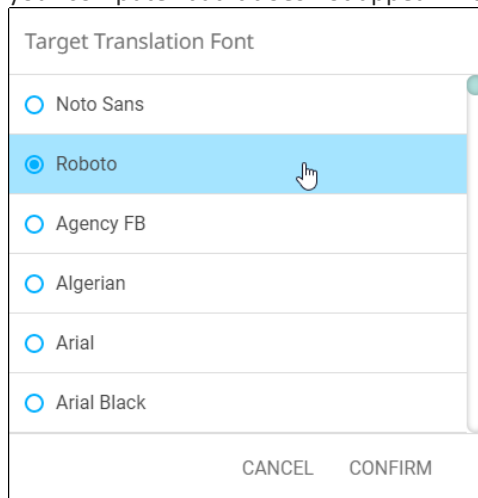 Target Translation Font
Noto Sans
Roboto
Agency FB
Algerian
Arial
Arial Black
CANCEL CONFIRM